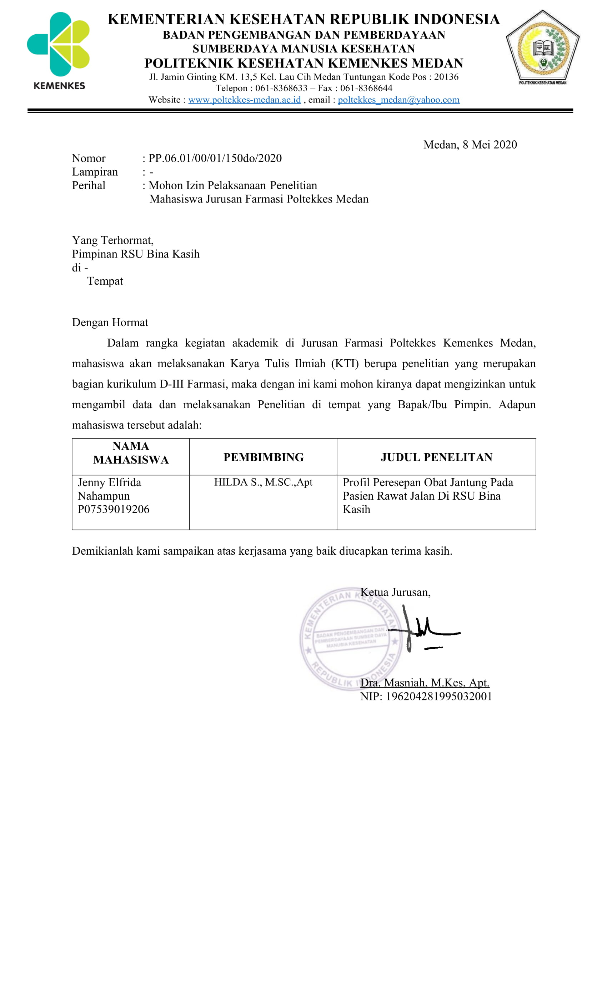 KEMENTERIAN KESEHATAN REPUBLIK INDONESIA
BADAN PENGEMBANGAN DAN PEMBERDAYAAN
SUMBERDAYA MANUSIA KESEHATAN
POLITEKNIK KESEHATAN KEMENKES MEDAN
Jl. Jamin Ginting KM. 13,5 Kel. Lau Cih Medan Tuntungan Kode Pos : 20136
Telepon : 061-8368633 – Fax : 061-8368644
Website : www.poltekkes-medan.ac.id , email : poltekkes_medan@yahoo.com
KEMENKES
POLITEKNIK KESEHATAN MEDAN
Medan, 8 Mei 2020
Nomor : PP.06.01/00/01/150do/2020
Lampiran : -
Perihal : Mohon Izin Pelaksanaan Penelitian
Mahasiswa Jurusan Farmasi Poltekkes Medan
Yang Terhormat,
Pimpinan RSU Bina Kasih
di -
Tempat
Dengan Hormat
Dalam rangka kegiatan akademik di Jurusan Farmasi Poltekkes Kemenkes Medan,
mahasiswa akan melaksanakan Karya Tulis Ilmiah (KTI) berupa penelitian yang merupakan
bagian kurikulum D-III Farmasi, maka dengan ini kami mohon kiranya dapat mengizinkan untuk
mengambil data dan melaksanakan Penelitian di tempat yang Bapak/Ibu Pimpin. Adapun
mahasiswa tersebut adalah:
NAMA
MAHASISWA
PEMBIMBING
JUDUL PENELITAN
Jenny Elfrida
Nahampun
P07539019206
HILDA S., M.SC.,Apt
Profil Peresepan Obat Jantung Pada
Pasien Rawat Jalan Di RSU Bina
Kasih
Demikianlah kami sampaikan atas kerjasama yang baik diucapkan terima kasih.
Ketua Jurusan,
KEMENTERIAN KESEHATAN
BADAN PENGEMBANGAN DAN
PEMBERDAYAAN SUMBER DAYA
MANUSIA KESEHATAN
REPUBLIK INDONESIA
Dra. Masniah, M.Kes, Apt.
NIP: 196204281995032001